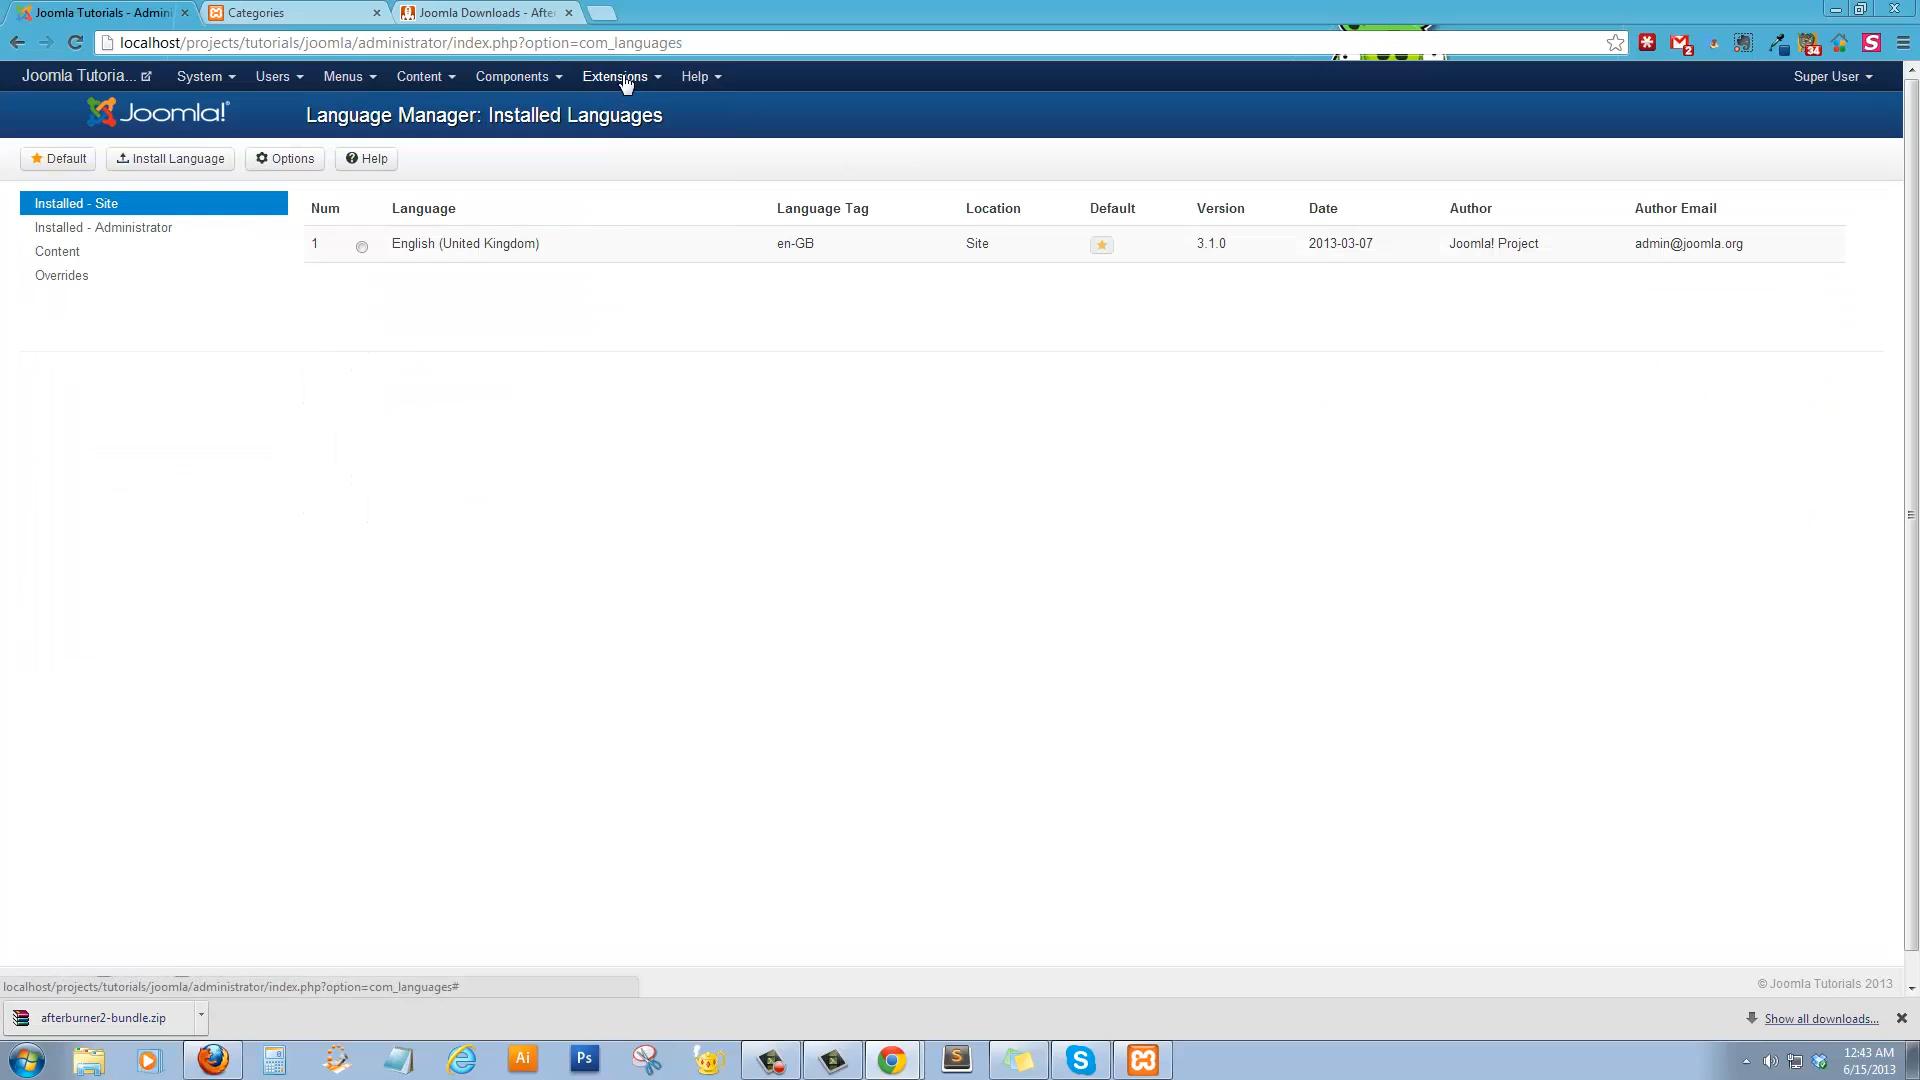 Joomla Tutorials - Admini
Categories
Joomla Downloads - After
localhost/projects/tutorials/joomla/administrator/index.php?option=com_languages
2
34
Joomla Tutoria...
System
Users
Menus
Content
Components
Extensions
Help
Super User
Joomla!®
Language Manager: Installed Languages
Default
Install Language
Options
Help
Installed - Site
Installed - Administrator
Content
Overrides
Num Language Language Tag Location Default Version Date Author Author Email
1 English (United Kingdom) en-GB Site 3.1.0 2013-03-07 Joomla! Project admin@joomla.org
localhost/projects/tutorials/joomla/administrator/index.php?option=com_languages#
© Joomla Tutorials 2013
afterburner2-bundle.zip
Show all downloads...
Ai
Ps
S
12:43 AM
6/15/2013